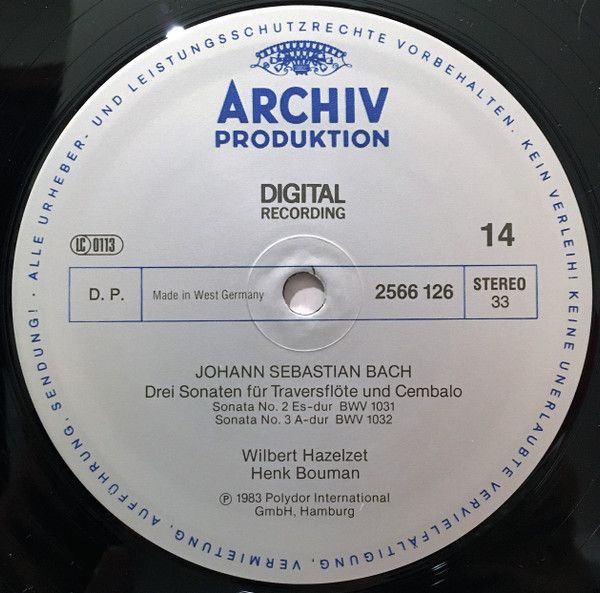 ALLE URHEBER- UND LEISTUNGSSCHUTZRECHTE VORBEHALTEN. KEIN VERLEIH! KEINE UNERLAUBTE VERVIELFÄLTIGUNG, VERMIETUNG, AUFFÜHRUNG, SENDUNG! ·
ARCHIV
PRODUKTION
DIGITAL
RECORDING
LC 0113
14
D. P.
Made in West Germany
2566 126
STEREO
33
JOHANN SEBASTIAN BACH
Drei Sonaten für Traversflöte und Cembalo
Sonata No. 2 Es-dur BWV 1031
Sonata No. 3 A-dur BWV 1032
Wilbert Hazelzet
Henk Bouman
Ⓟ 1983 Polydor International
GmbH, Hamburg